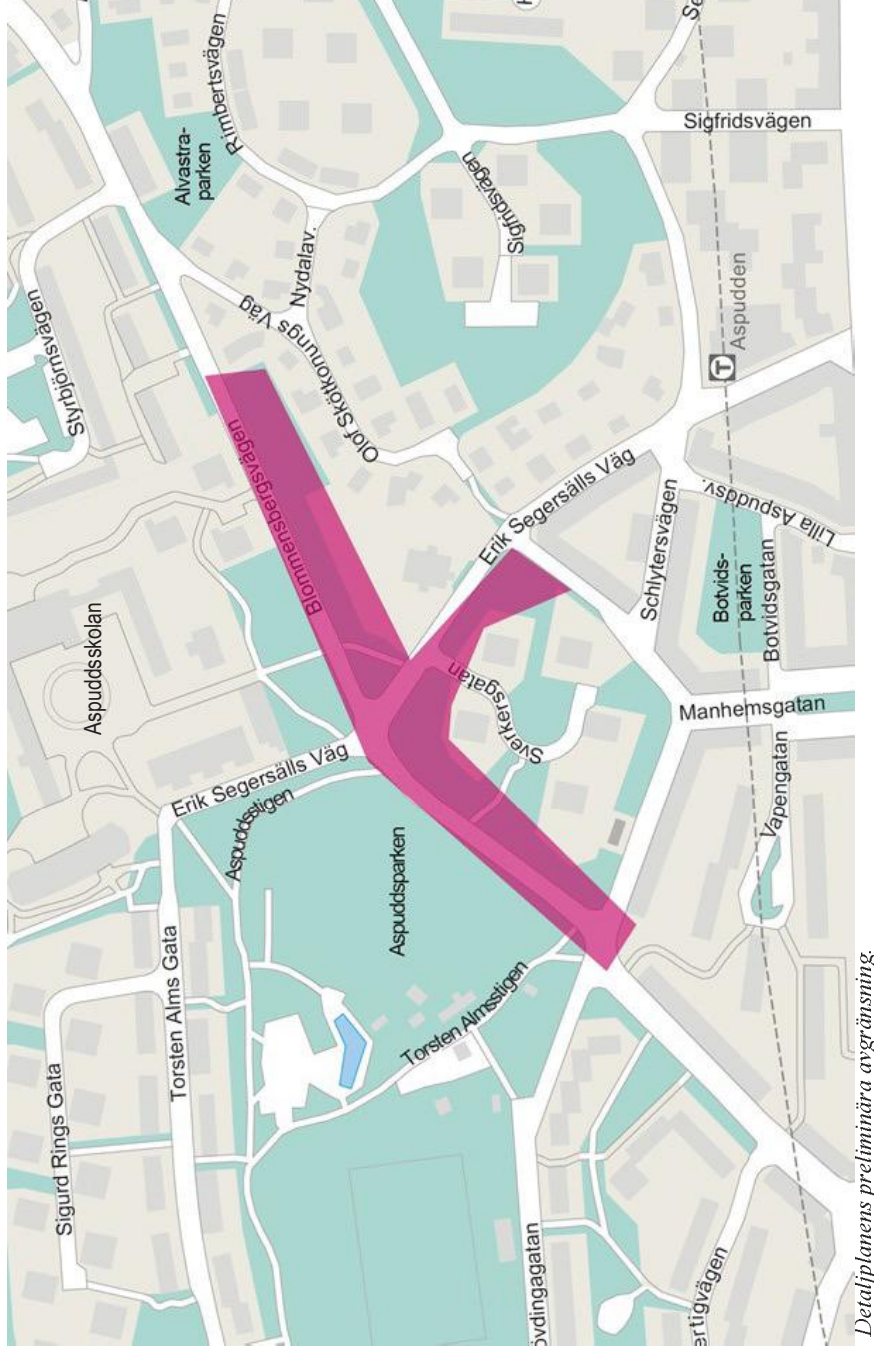 Styrbjörnsvägen
Alvastra-
parken
Rimbertsvägen
Sigfridsvägen
Nydalav.
Olof Skötkonungs Väg
Sigfridsvägen
Blommensbergsvägen
Aspuddsskolan
Aspudden
T
Erik Segersälls Väg
Schlytersvägen
Lilla Aspuddsv.
Botvids-
parken
Botvidsgatan
Manhemsgatan
Sverkersgatan
Vapengatan
Erik Segersälls Väg
Aspuddsstigen
Aspuddsparken
Torsten Almsstigen
Torsten Alms Gata
Sigurd Rings Gata
övdingagatan
ertigvägen
Detaljplanens preliminära avgränsning.